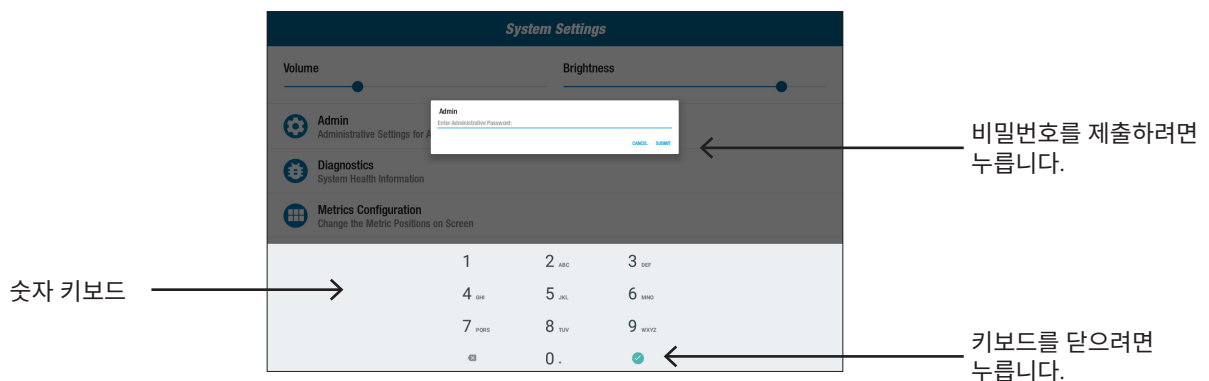 System Settings
Volume
Brightness
Admin
Administrative Settings for A
Admin
Enter Administrative Password:
CANCEL SUBMIT
비밀번호를 제출하려면
누릅니다.
Diagnostics
System Health Information
Metrics Configuration
Change the Metric Positions on Screen
숫자 키보드
1 2 ABC 3 DEF
4 GHI 5 JKL 6 MNO
7 PQRS 8 TUV 9 WXYZ
0 .
키보드를 닫으려면
누릅니다.